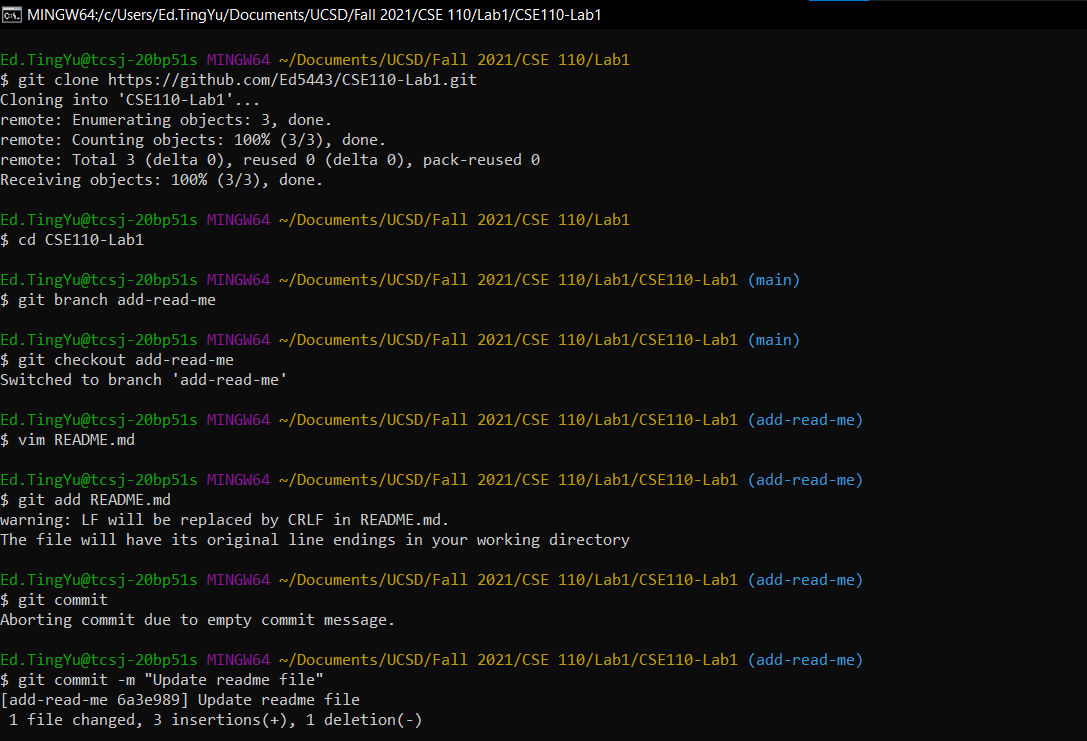 MINGW64:/c/Users/Ed.TingYu/Documents/UCSD/Fall 2021/CSE 110/Lab1/CSE110-Lab1
Ed.TingYu@tcsj-20bp51s MINGW64 ~/Documents/UCSD/Fall 2021/CSE 110/Lab1
$ git clone https://github.com/Ed5443/CSE110-Lab1.git
Cloning into 'CSE110-Lab1'...
remote: Enumerating objects: 3, done.
remote: Counting objects: 100% (3/3), done.
remote: Total 3 (delta 0), reused 0 (delta 0), pack-reused 0
Receiving objects: 100% (3/3), done.
Ed.TingYu@tcsj-20bp51s MINGW64 ~/Documents/UCSD/Fall 2021/CSE 110/Lab1
$ cd CSE110-Lab1
Ed.TingYu@tcsj-20bp51s MINGW64 ~/Documents/UCSD/Fall 2021/CSE 110/Lab1/CSE110-Lab1 (main)
$ git branch add-read-me
Ed.TingYu@tcsj-20bp51s MINGW64 ~/Documents/UCSD/Fall 2021/CSE 110/Lab1/CSE110-Lab1 (main)
$ git checkout add-read-me
Switched to branch 'add-read-me'
Ed.TingYu@tcsj-20bp51s MINGW64 ~/Documents/UCSD/Fall 2021/CSE 110/Lab1/CSE110-Lab1 (add-read-me)
$ vim README.md
Ed.TingYu@tcsj-20bp51s MINGW64 ~/Documents/UCSD/Fall 2021/CSE 110/Lab1/CSE110-Lab1 (add-read-me)
$ git add README.md
warning: LF will be replaced by CRLF in README.md.
The file will have its original line endings in your working directory
Ed.TingYu@tcsj-20bp51s MINGW64 ~/Documents/UCSD/Fall 2021/CSE 110/Lab1/CSE110-Lab1 (add-read-me)
$ git commit
Aborting commit due to empty commit message.
Ed.TingYu@tcsj-20bp51s MINGW64 ~/Documents/UCSD/Fall 2021/CSE 110/Lab1/CSE110-Lab1 (add-read-me)
$ git commit -m "Update readme file"
[add-read-me 6a3e989] Update readme file
1 file changed, 3 insertions(+), 1 deletion(-)